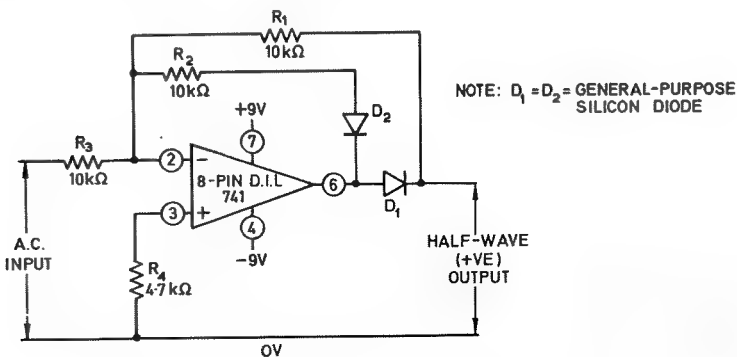 R1
10kΩ
R2
10kΩ
NOTE: D1 = D2 = GENERAL-PURPOSE
SILICON DIODE
+9V
D2
R3
10kΩ
7
2
-
8-PIN D.I.L
741
6
3
+
D1
4
-9V
A.C.
INPUT
R4
4·7kΩ
HALF-WAVE
(+VE)
OUTPUT
0V